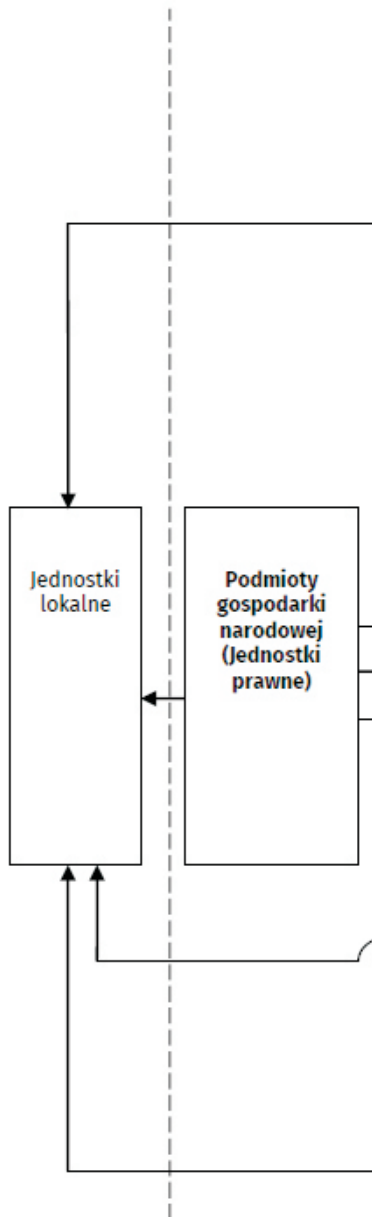 Jednostki
lokalne
Podmioty
gospodarki
narodowej
(Jednostki
prawne)